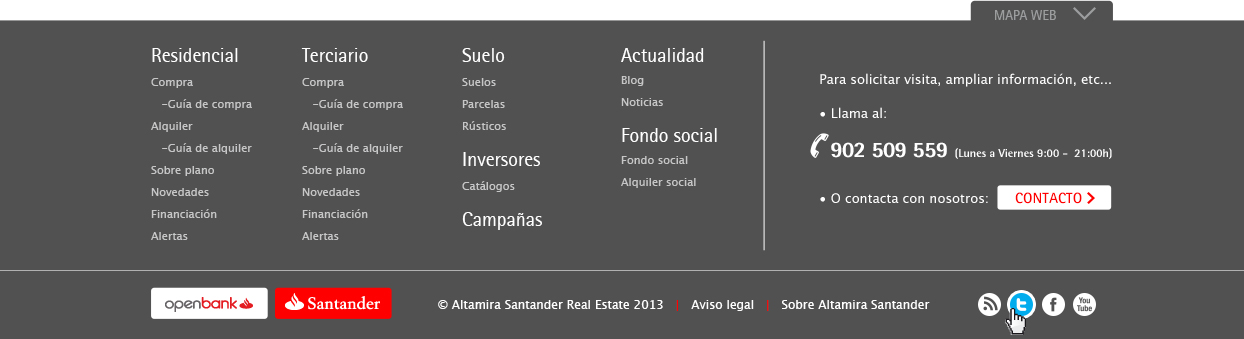 MAPA WEB
Residencial
Compra
-Guía de compra
Alquiler
-Guía de alquiler
Sobre plano
Novedades
Financiación
Alertas
Terciario
Compra
-Guía de compra
Alquiler
-Guía de alquiler
Sobre plano
Novedades
Financiación
Alertas
Suelo
Suelos
Parcelas
Rústicos
Inversores
Catálogos
Campañas
Actualidad
Blog
Noticias
Fondo social
Fondo social
Alquiler social
Para solicitar visita, ampliar información, etc...
• Llama al:
902 509 559 (Lunes a Viernes 9:00 - 21:00h)
• O contacta con nosotros: CONTACTO
openbank
Santander
© Altamira Santander Real Estate 2013 | Aviso legal | Sobre Altamira Santander
You
Tube